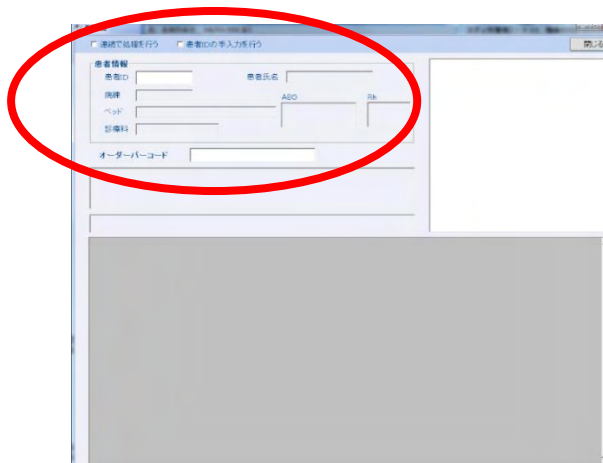 連続で処理を行う 患者IDの手入力を行う
閉じる
患者情報
患者ID 患者氏名
病棟
ABO Rh
ベッド
診療科
オーダーバーコード